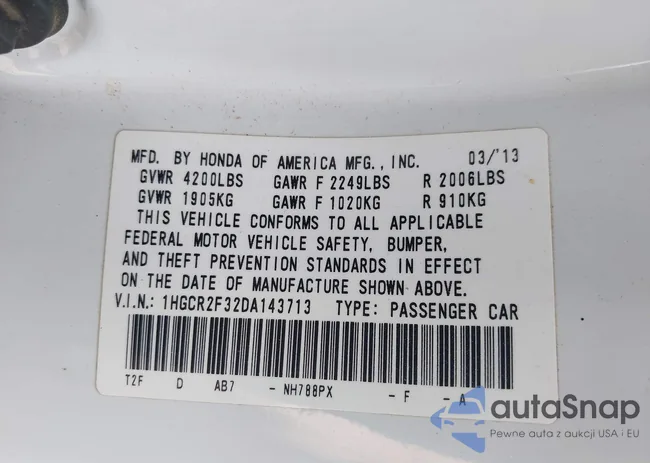 MFD. BY HONDA OF AMERICA MFG., INC. 03/'13
GVWR 4200LBS GAWR F 2249LBS R 2006LBS
GVWR 1905KG GAWR F 1020KG R 910KG
THIS VEHICLE CONFORMS TO ALL APPLICABLE
FEDERAL MOTOR VEHICLE SAFETY, BUMPER,
AND THEFT PREVENTION STANDARDS IN EFFECT
ON THE DATE OF MANUFACTURE SHOWN ABOVE.
V.I.N.: 1HGCR2F32DA143713 TYPE: PASSENGER CAR
T2F D AB7 - NH788PX - F - A
autaSnap
Pewne auta z aukcji USA i EU